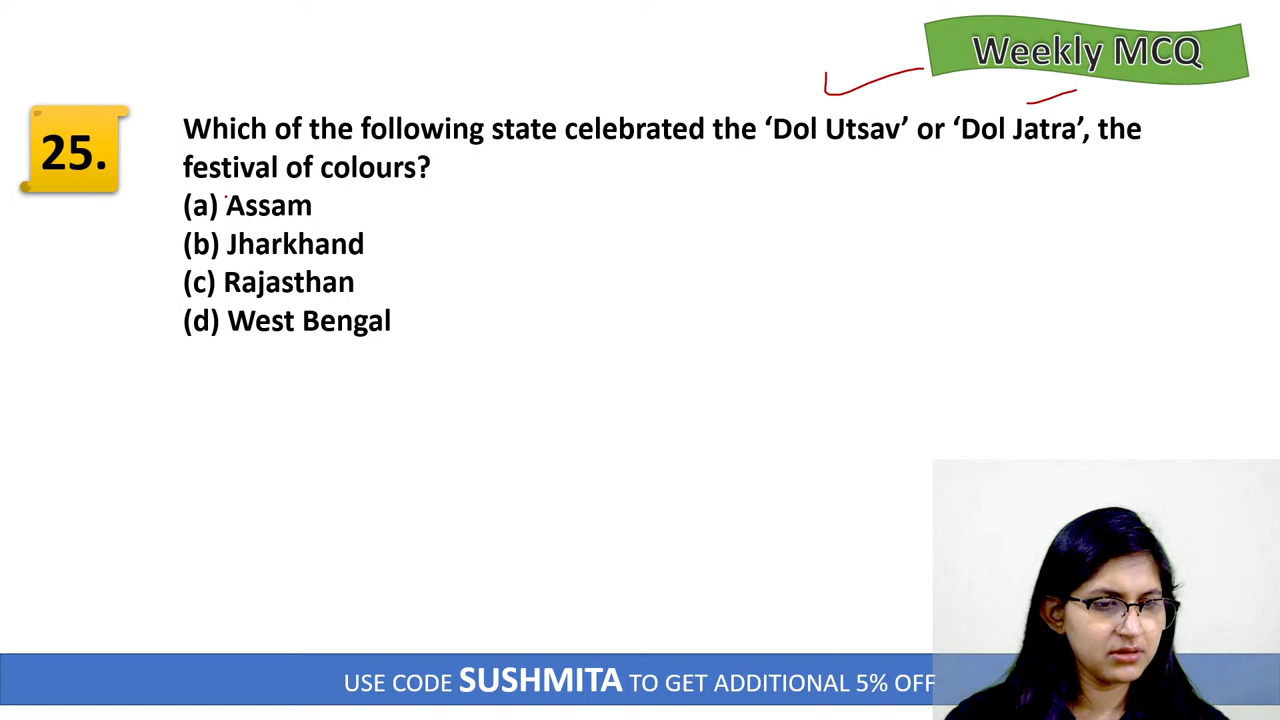 Weekly MCQ
25.
Which of the following state celebrated the ‘Dol Utsav’ or ‘Dol Jatra’, the
festival of colours?
(a) Assam
(b) Jharkhand
(c) Rajasthan
(d) West Bengal
USE CODE SUSHMITA TO GET ADDITIONAL 5% OFF